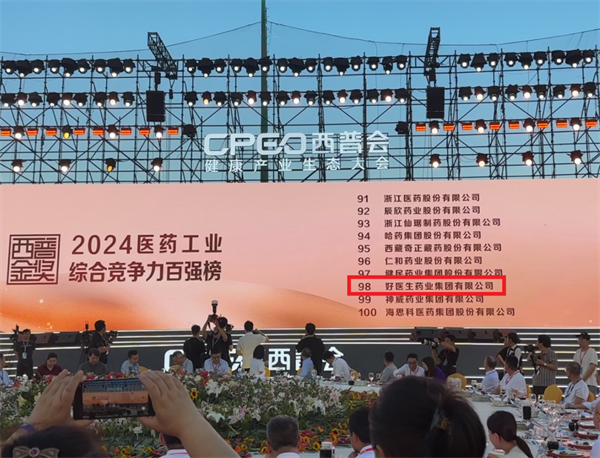 CPEO西普会
健康产业生态大会
西普金奖
2024医药工业
综合竞争力百强榜
91 浙江医药股份有限公司
92 辰欣药业股份有限公司
93 浙江仙琚制药股份有限公司
94 哈药集团股份有限公司
95 西藏奇正藏药股份有限公司
96 仁和药业股份有限公司
97 健民药业集团股份有限公司
98 好医生药业集团有限公司
99 神威药业集团有限公司
100 海思科医药集团股份有限公司
西普会